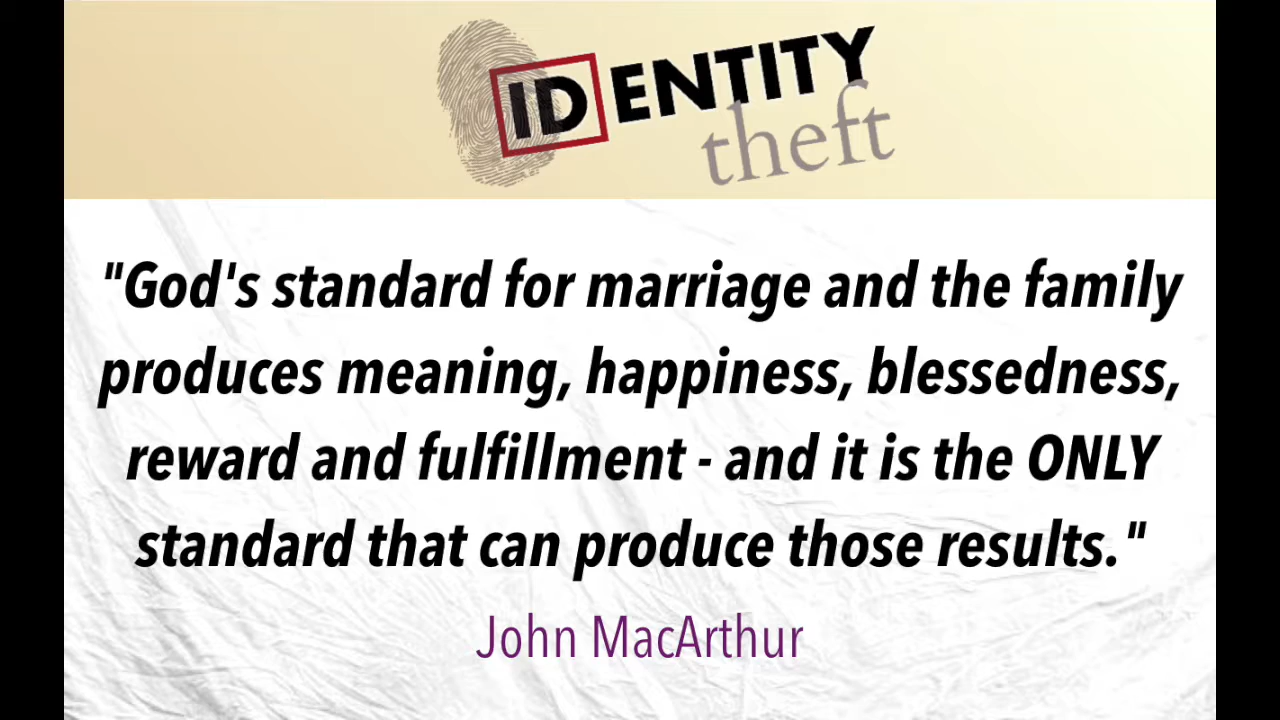 IDENTITY
theft
"God's standard for marriage and the family
produces meaning, happiness, blessedness,
reward and fulfillment - and it is the ONLY
standard that can produce those results."
John MacArthur